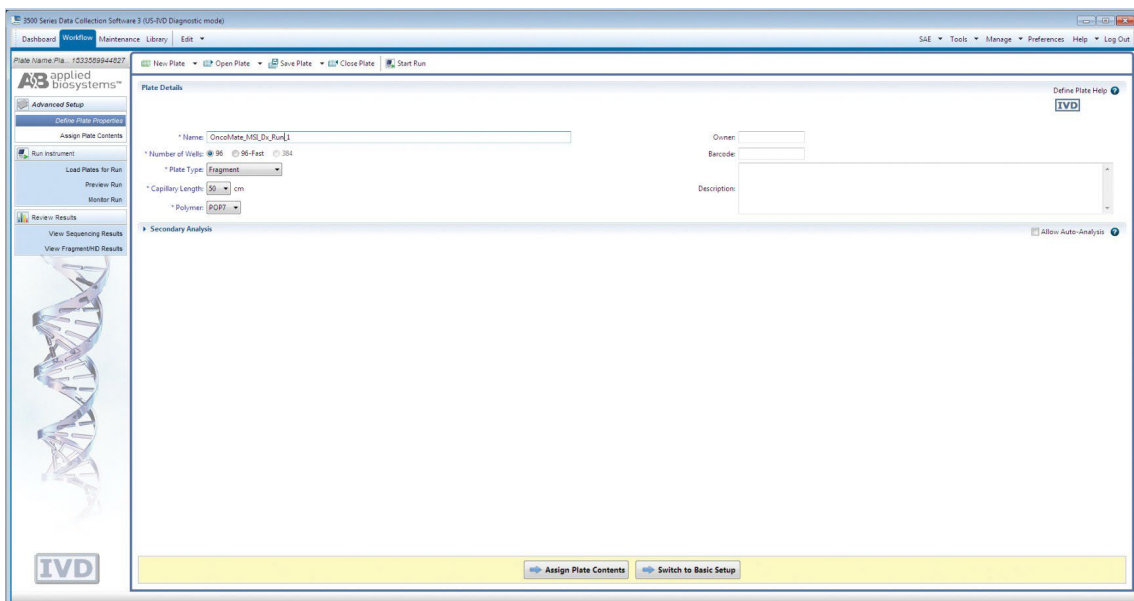 3500 Series Data Collection Software 3 (US-IVD Diagnostic mode)
Dashboard Workflow Maintenance Library Edit SAE Tools Manage Preferences Help Log Out
Plate Name:Pla... 1533589944827
New Plate Open Plate Save Plate Close Plate Start Run
AB applied biosystems™
Plate Details
Define Plate Help
IVD
Advanced Setup
Define Plate Properties
Assign Plate Contents
Run Instrument
Load Plates for Run
Preview Run
Monitor Run
Review Results
View Sequencing Results
View Fragment/HID Results
* Name: OncoMate_MSI_Dx_Run_1
* Number of Wells: 96 96-Fast 384
* Plate Type: Fragment
* Capillary Length: 50 cm
* Polymer: POP7
Owner:
Barcode:
Description:
Secondary Analysis
Allow Auto-Analysis
IVD
Assign Plate Contents Switch to Basic Setup